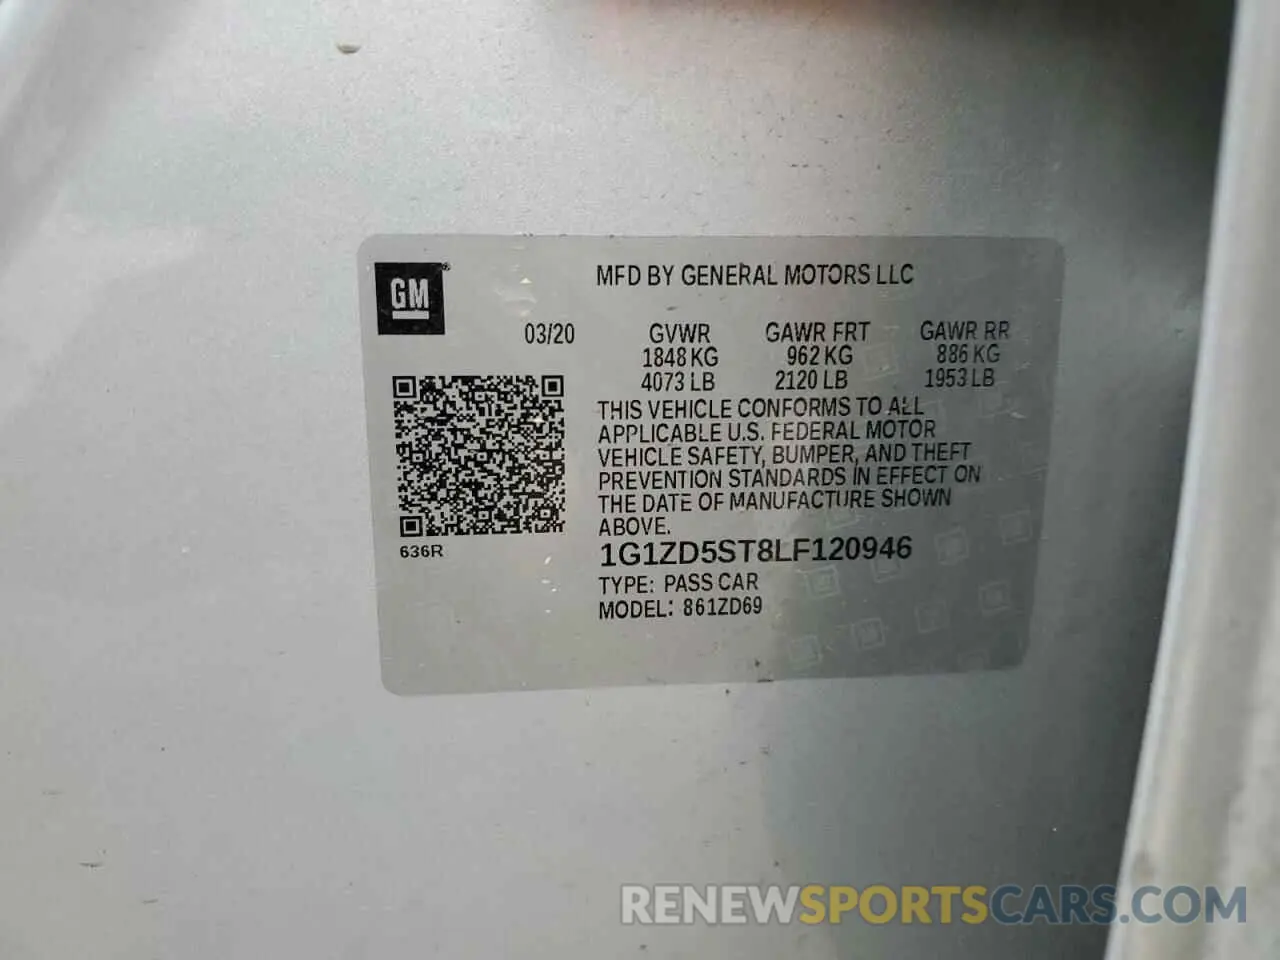 GM®
MFD BY GENERAL MOTORS LLC
03/20 GVWR GAWR FRT GAWR RR
1848 KG 962 KG 886 KG
4073 LB 2120 LB 1953 LB
THIS VEHICLE CONFORMS TO ALL
APPLICABLE U.S. FEDERAL MOTOR
VEHICLE SAFETY, BUMPER, AND THEFT
PREVENTION STANDARDS IN EFFECT ON
THE DATE OF MANUFACTURE SHOWN
ABOVE.
636R
1G1ZD5ST8LF120946
TYPE: PASS CAR
MODEL: 861ZD69
RENEWSPORTSCARS.COM